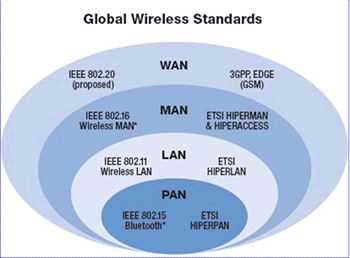 Global Wireless Standards
WAN
IEEE 802.20
(proposed)
3GPP, EDGE
(GSM)
MAN
IEEE 802.16
Wireless MAN*
ETSI HIPERMAN
& HIPERACCESS
LAN
IEEE 802.11
Wireless LAN
ETSI
HIPERLAN
PAN
IEEE 802.15
Bluetooth*
ETSI
HIPERPAN